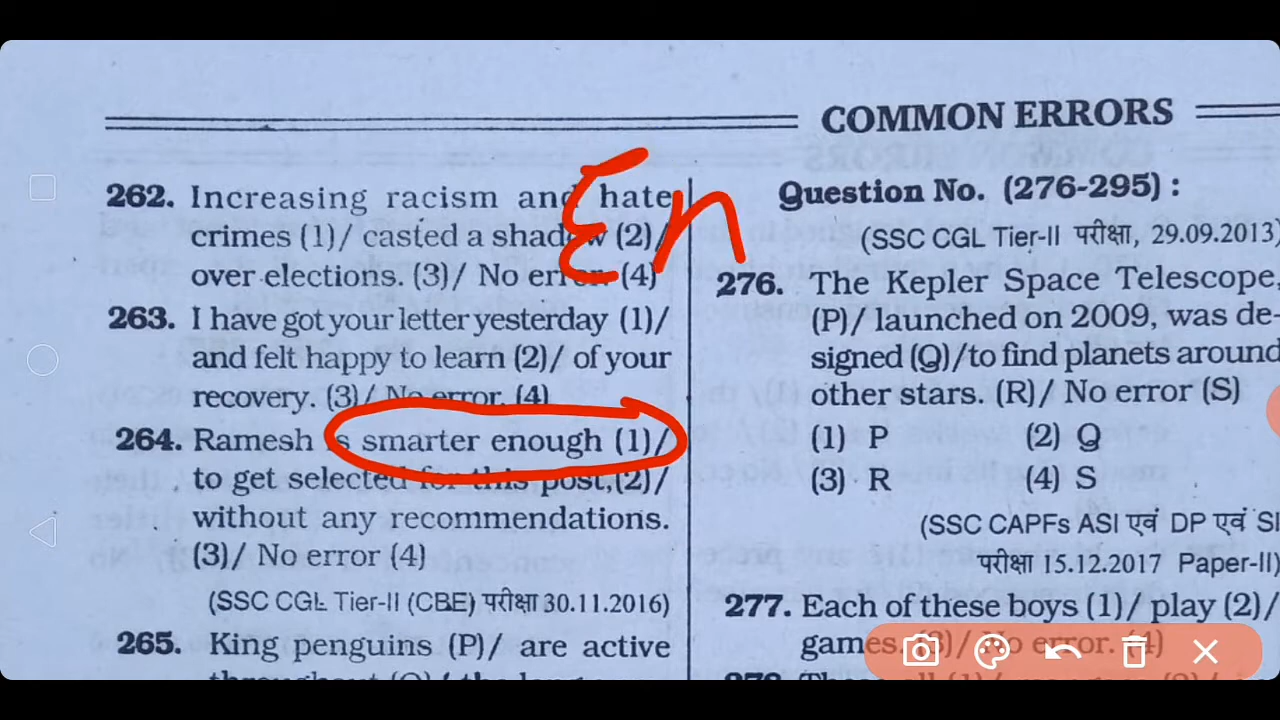 COMMON ERRORS
262. Increasing racism and hate
crimes (1)/ casted a shadow (2)/
over elections. (3)/ No error (4)
263. I have got your letter yesterday (1)/
and felt happy to learn (2)/ of your
recovery. (3)/ No error. (4)
264. Ramesh is smarter enough (1)/
to get selected for this post,(2)/
without any recommendations.
(3)/ No error (4)
(SSC CGL Tier-II (CBE) परीक्षा 30.11.2016)
265. King penguins (P)/ are active
En
Question No. (276-295) :
(SSC CGL Tier-II परीक्षा, 29.09.2013)
276. The Kepler Space Telescope,
(P)/ launched on 2009, was de-
signed (Q)/to find planets around
other stars. (R)/ No error (S)
(1) P (2) Q
(3) R (4) S
(SSC CAPFs ASI एवं DP एवं SI
परीक्षा 15.12.2017 Paper-II)
277. Each of these boys (1)/ play (2)/
games. (3)/ No error. (4)